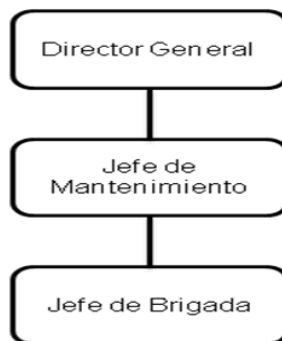 Director General
Jefe de
Mantenimiento
Jefe de Brigada